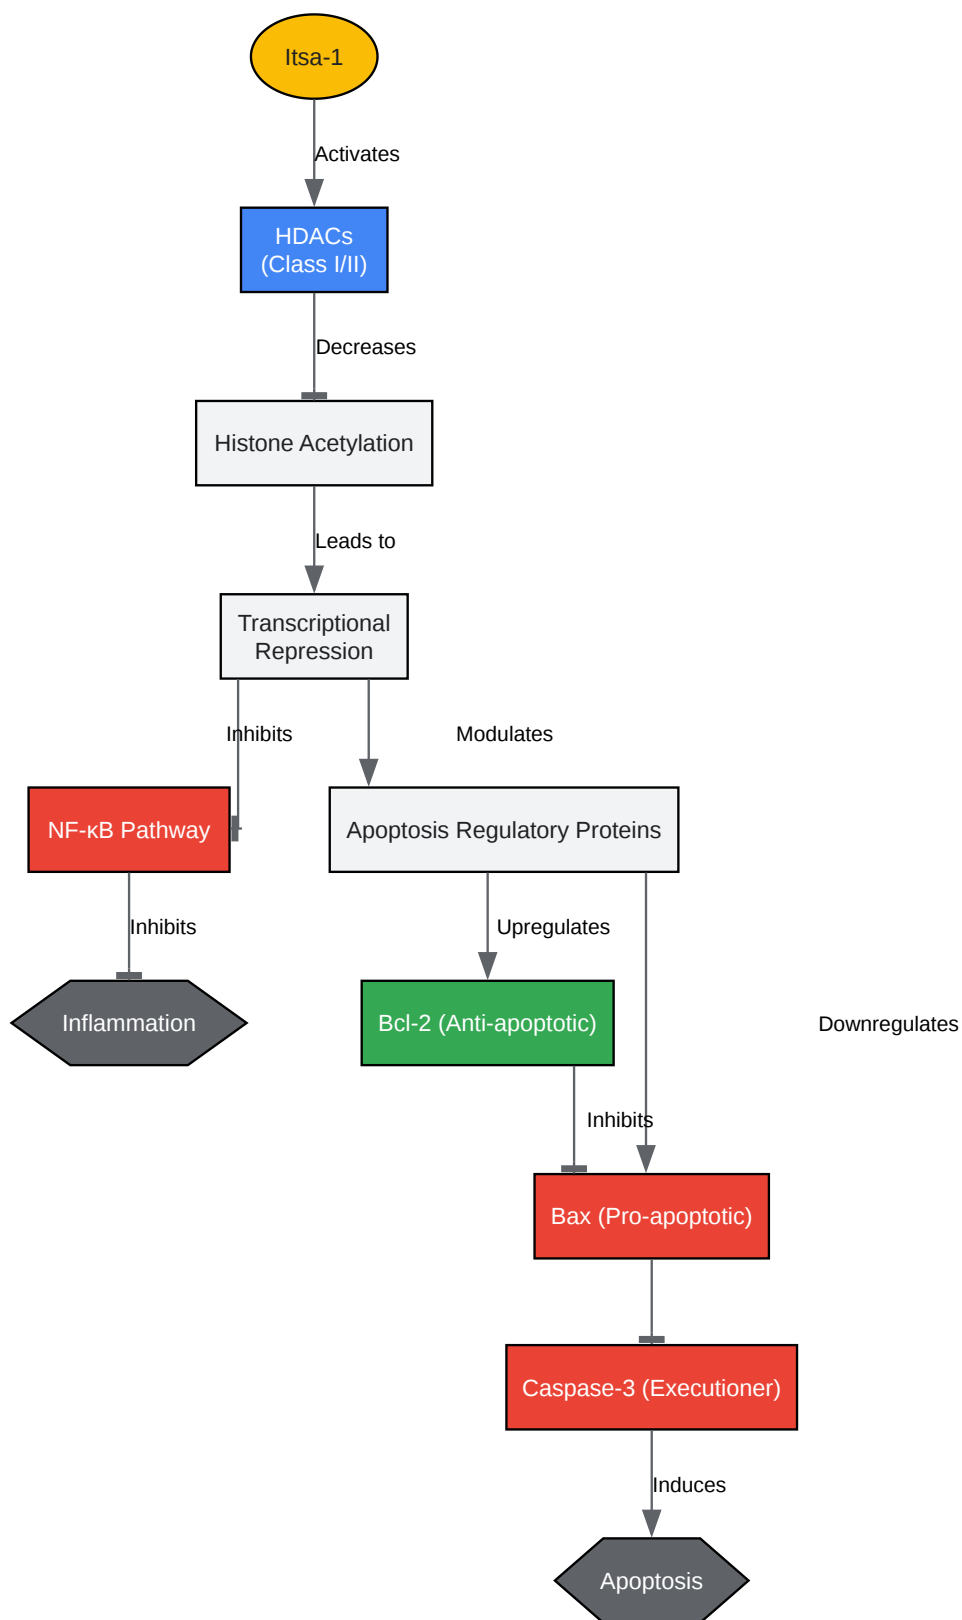 Itsa-1
Activates
HDACs
(Class I/II)
Decreases
Histone Acetylation
Leads to
Transcriptional
Repression
Inhibits
Modulates
NF-κB Pathway
Apoptosis Regulatory Proteins
Inhibits
Upregulates
Inflammation
Bcl-2 (Anti-apoptotic)
Downregulates
Inhibits
Bax (Pro-apoptotic)
Caspase-3 (Executioner)
Induces
Apoptosis